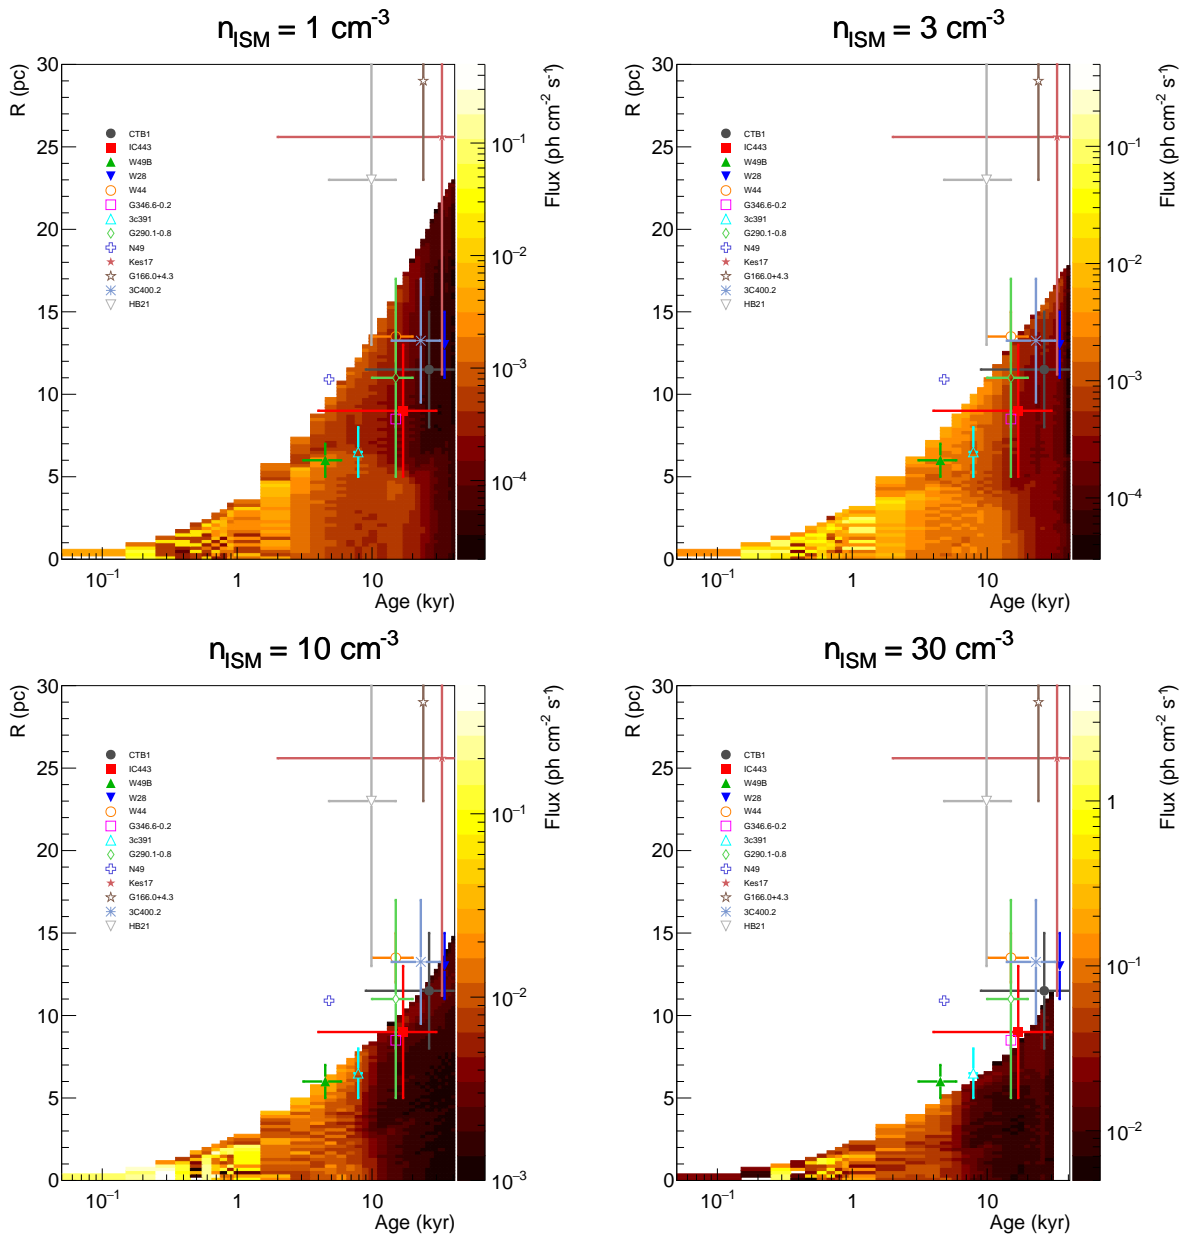 n_ISM = 1 cm⁻³
R (pc)
30
25
20
15
10
5
0
CTB1
IC443
W49B
W28
W44
G346.6-0.2
3c391
G290.1-0.8
N49
Kes17
G166.0+4.3
3C400.2
HB21
10⁻¹
1
10
Age (kyr)
10⁻¹
10⁻²
10⁻³
10⁻⁴
Flux (ph cm⁻² s⁻¹)
n_ISM = 3 cm⁻³
R (pc)
30
25
20
15
10
5
0
CTB1
IC443
W49B
W28
W44
G346.6-0.2
3c391
G290.1-0.8
N49
Kes17
G166.0+4.3
3C400.2
HB21
10⁻¹
1
10
Age (kyr)
10⁻¹
10⁻²
10⁻³
10⁻⁴
Flux (ph cm⁻² s⁻¹)
n_ISM = 10 cm⁻³
R (pc)
30
25
20
15
10
5
0
CTB1
IC443
W49B
W28
W44
G346.6-0.2
3c391
G290.1-0.8
N49
Kes17
G166.0+4.3
3C400.2
HB21
10⁻¹
1
10
Age (kyr)
10⁻¹
10⁻²
10⁻³
Flux (ph cm⁻² s⁻¹)
n_ISM = 30 cm⁻³
R (pc)
30
25
20
15
10
5
0
CTB1
IC443
W49B
W28
W44
G346.6-0.2
3c391
G290.1-0.8
N49
Kes17
G166.0+4.3
3C400.2
HB21
10⁻¹
1
10
Age (kyr)
1
10⁻¹
10⁻²
Flux (ph cm⁻² s⁻¹)